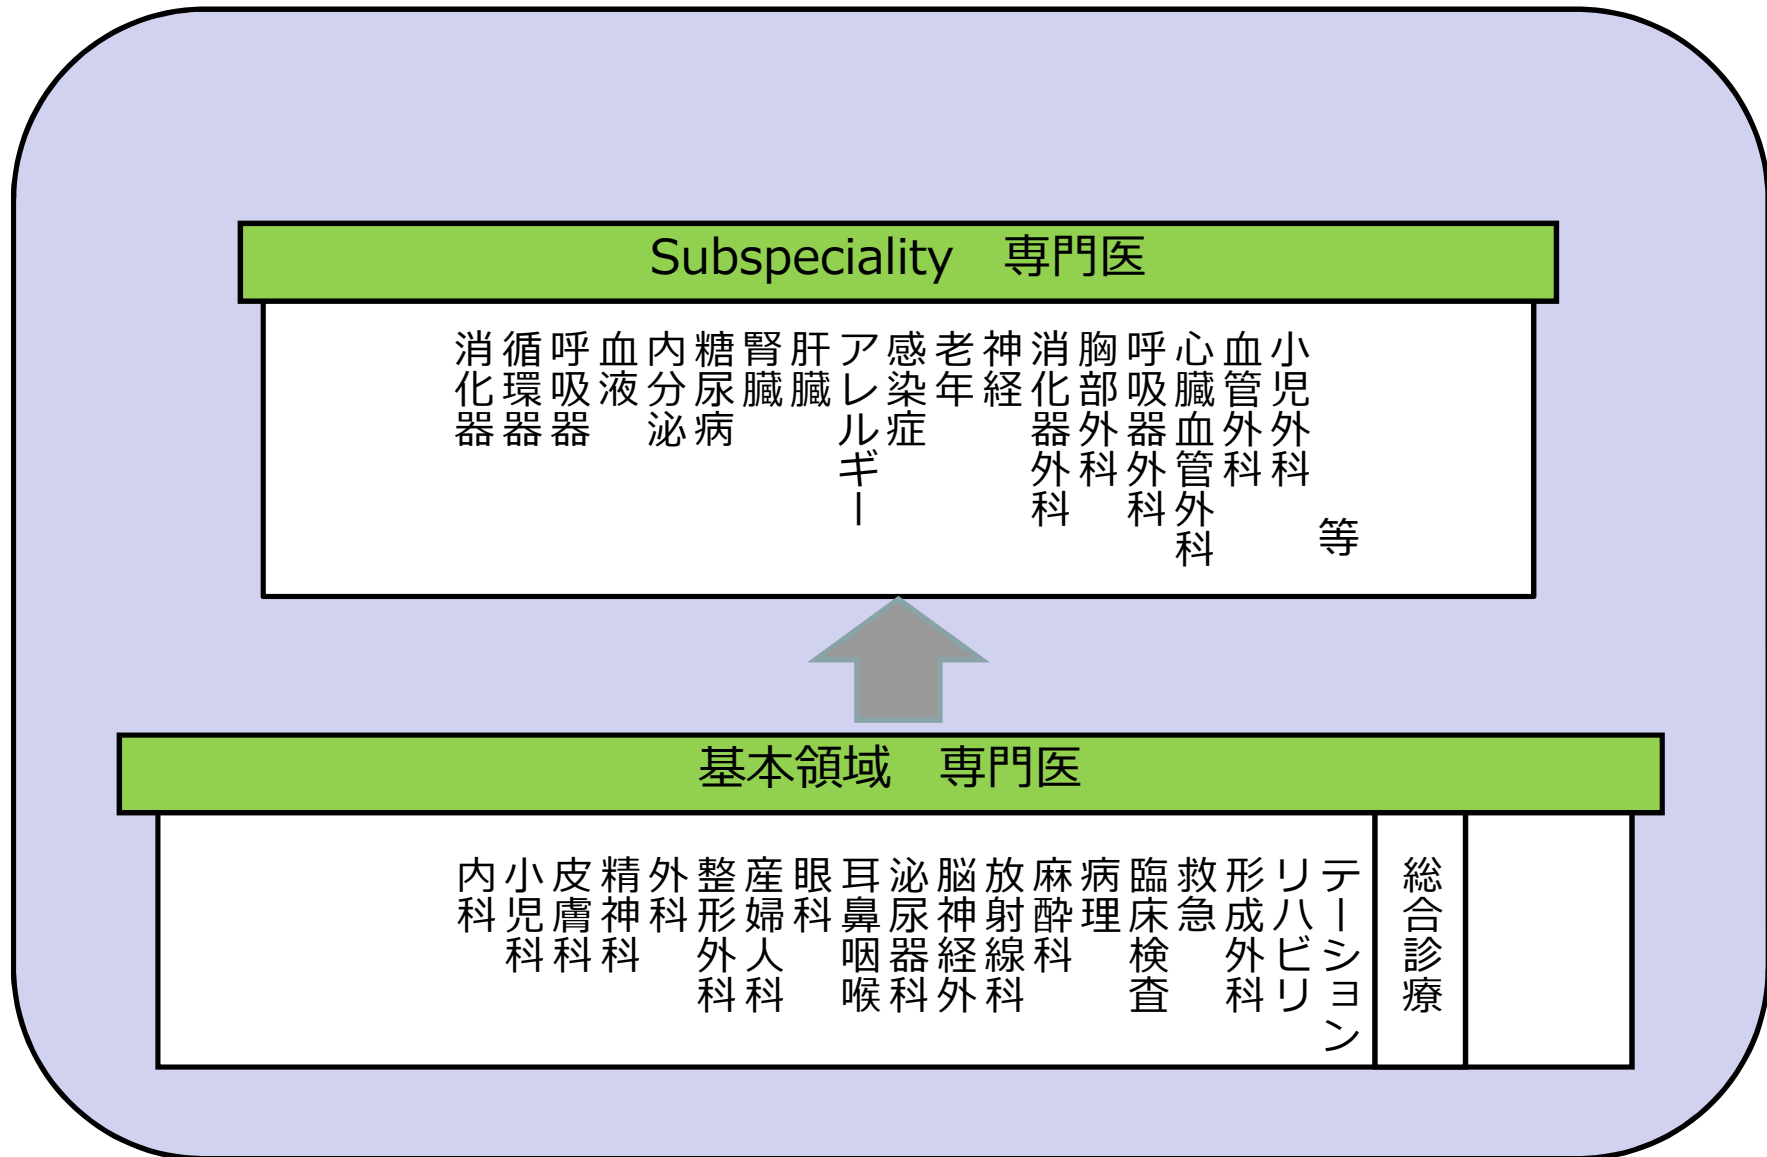 Subspeciality　専門医
消化器
循環器
呼吸器
血液
内分泌
糖尿病
腎臓
肝臓
アレルギー
感染症
老年
神経
消化器外科
胸部外科
呼吸器外科
心臓血管外科
血管外科
小児外科
等
基本領域　専門医
内科
小児科
皮膚科
精神科
外科
整形外科
産婦人科
眼科
耳鼻咽喉
泌尿器科
脳神経外
放射線科
麻酔科
病理
臨床検査
救急
形成外科
リハビリ
テーション
総合診療